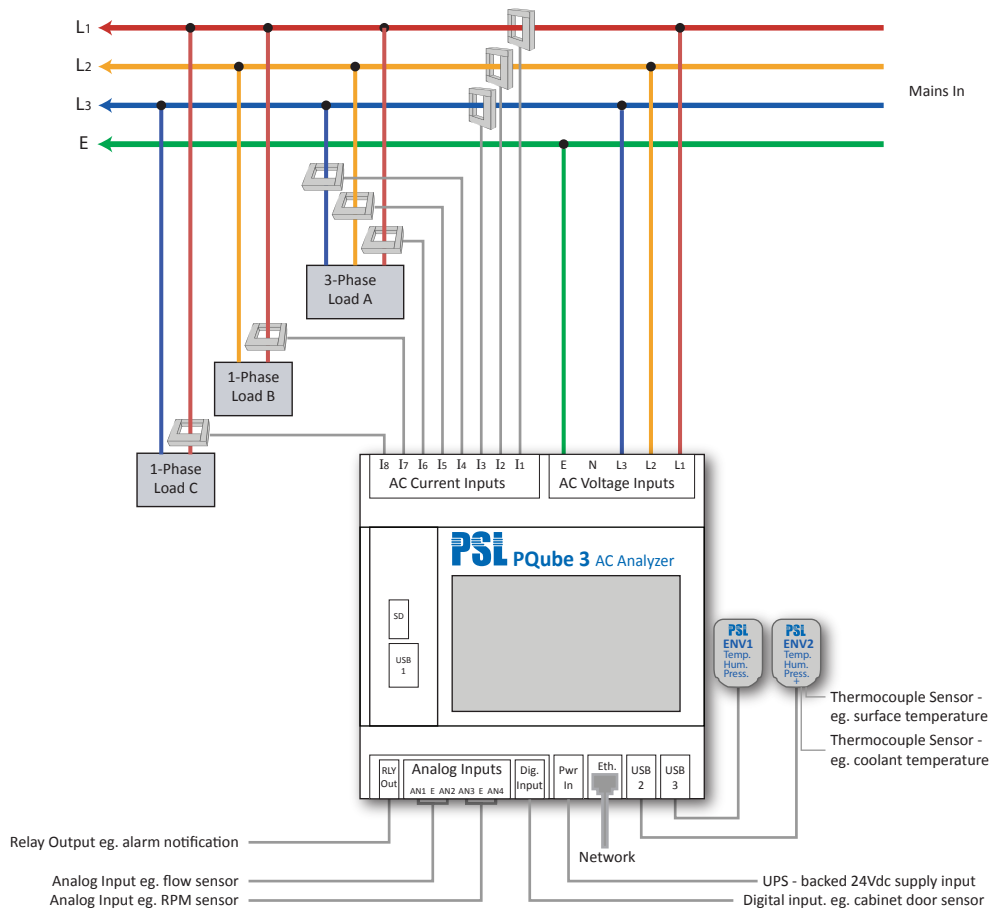 L1
L2
L3
E
Mains In
3-Phase
Load A
1-Phase
Load B
1-Phase
Load C
I8 I7 I6 I5 I4 I3 I2 I1
AC Current Inputs
E N L3 L2 L1
AC Voltage Inputs
PSL PQube 3 AC Analyzer
SD
USB
1
PSL
ENV1
Temp.
Hum.
Press.
PSL
ENV2
Temp.
Hum.
Press.
+
Thermocouple Sensor -
eg. surface temperature
Thermocouple Sensor -
eg. coolant temperature
RLY
Out
Analog Inputs
AN1 E AN2 AN3 E AN4
Dig.
Input
Pwr
In
Eth.
USB
2
USB
3
Relay Output eg. alarm notification
Network
Analog Input eg. flow sensor
Analog Input eg. RPM sensor
UPS - backed 24Vdc supply input
Digital input. eg. cabinet door sensor